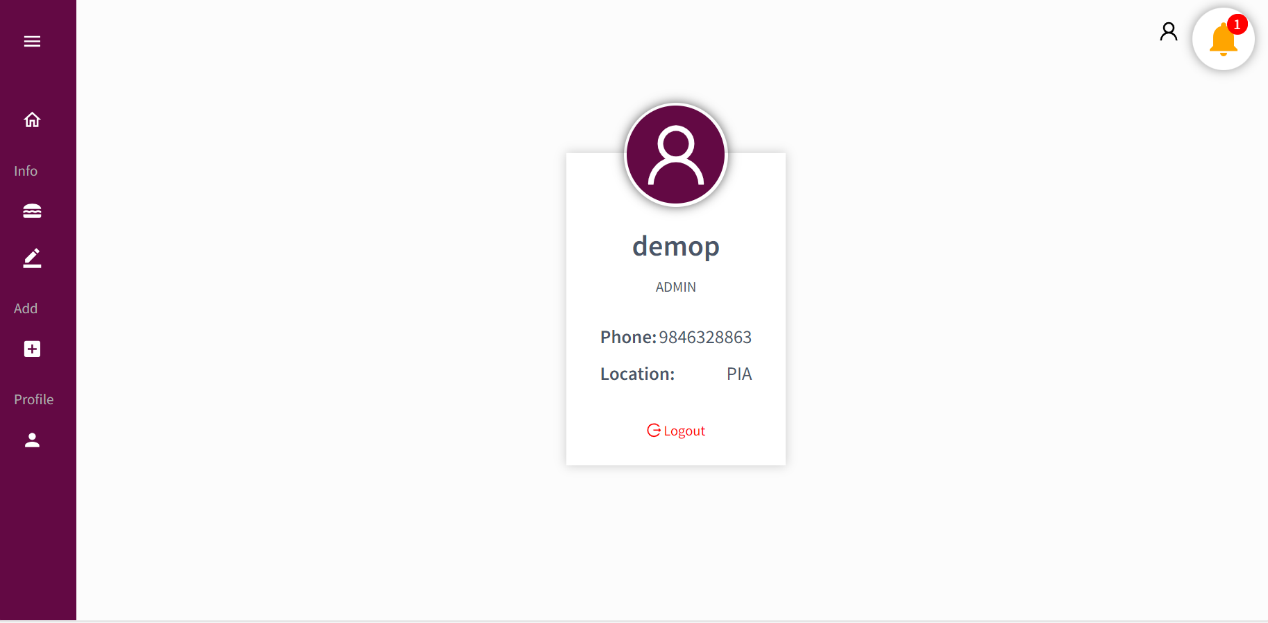 1
Info
Add
Profile
demop
ADMIN
Phone: 9846328863
Location: PIA
Logout